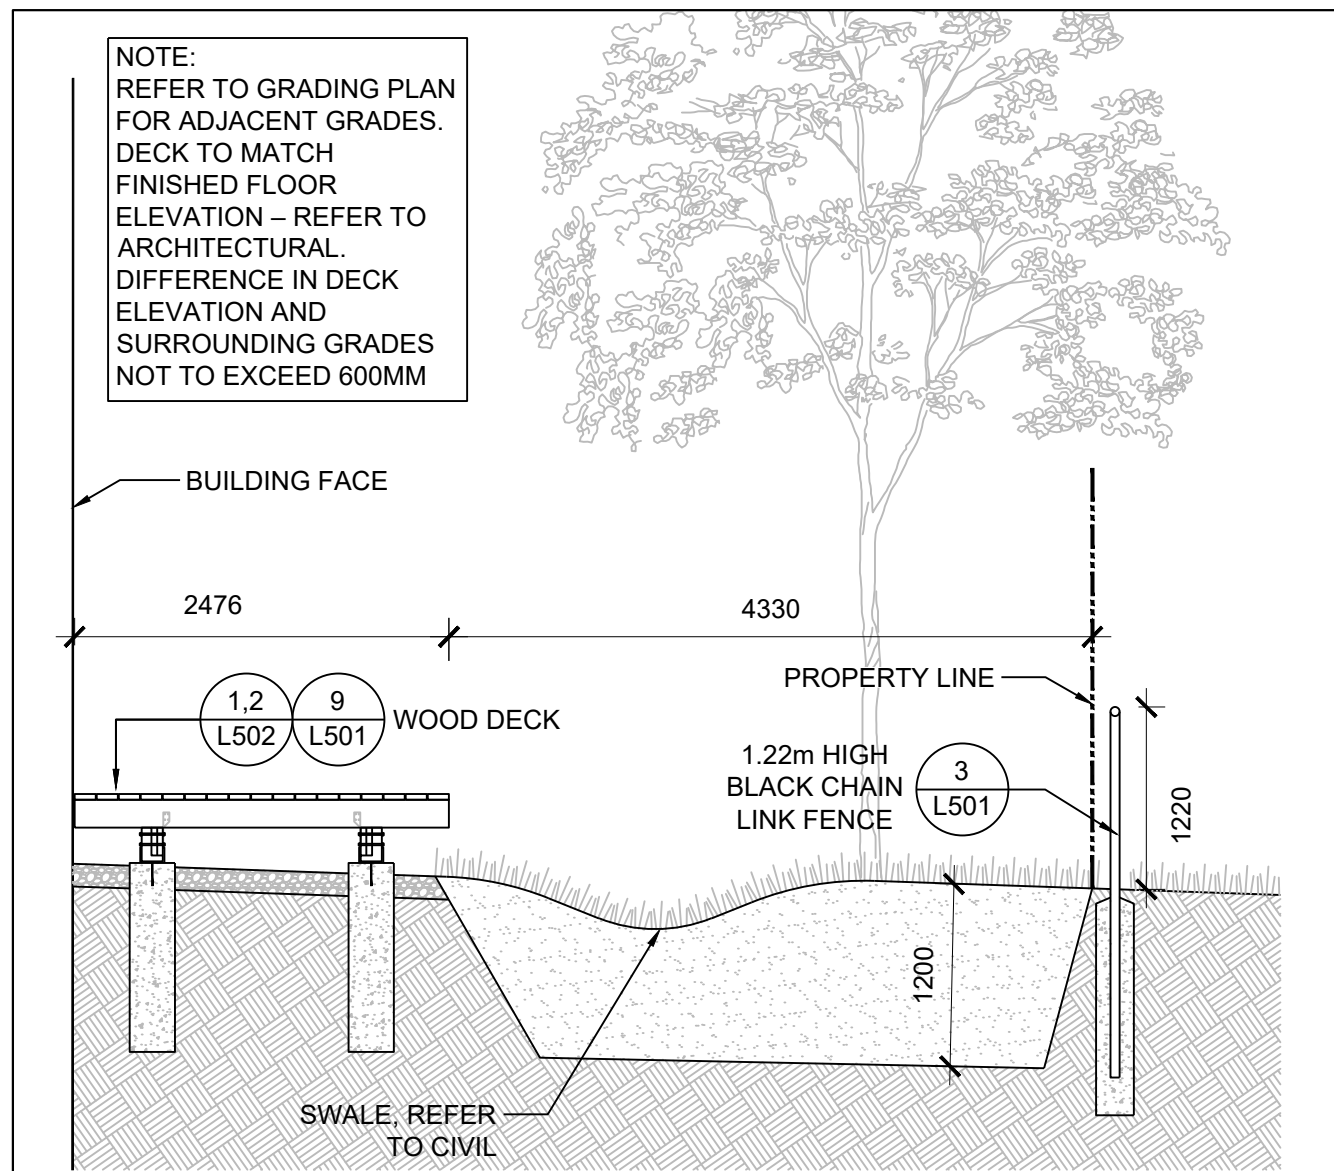 NOTE:
REFER TO GRADING PLAN
FOR ADJACENT GRADES.
DECK TO MATCH
FINISHED FLOOR
ELEVATION – REFER TO
ARCHITECTURAL.
DIFFERENCE IN DECK
ELEVATION AND
SURROUNDING GRADES
NOT TO EXCEED 600MM
BUILDING FACE
2476
4330
PROPERTY LINE
1,2
L502
9
L501
WOOD DECK
1.22m HIGH
BLACK CHAIN
LINK FENCE
3
L501
1220
1200
SWALE, REFER
TO CIVIL